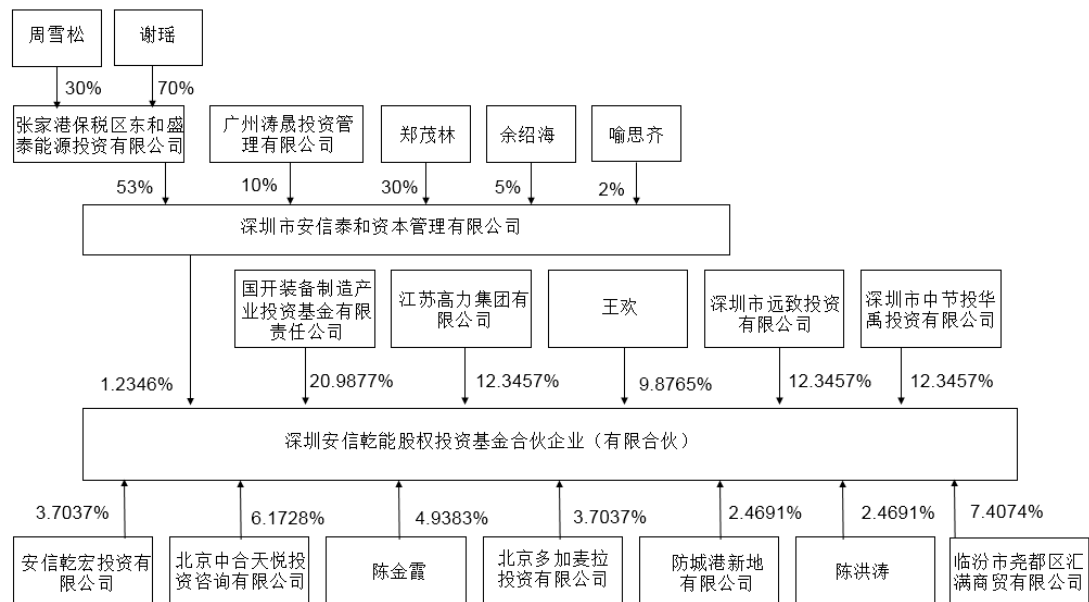 周雪松
谢瑶
30%
70%
张家港保税区东和盛
泰能源投资有限公司
广州涛晟投资管
理有限公司
郑茂林
余绍海
喻思齐
53%
10%
30%
5%
2%
深圳市安信泰和资本管理有限公司
国开装备制造产
业投资基金有限
责任公司
江苏高力集团有
限公司
王欢
深圳市远致投资
有限公司
深圳市中节投华
禹投资有限公司
1.2346%
20.9877%
12.3457%
9.8765%
12.3457%
12.3457%
深圳安信乾能股权投资基金合伙企业（有限合伙）
3.7037%
6.1728%
4.9383%
3.7037%
2.4691%
2.4691%
7.4074%
安信乾宏投资有
限公司
北京中合天悦投
资咨询有限公司
陈金霞
北京多加麦拉
投资有限公司
防城港新地
有限公司
陈洪涛
临汾市尧都区汇
满商贸有限公司